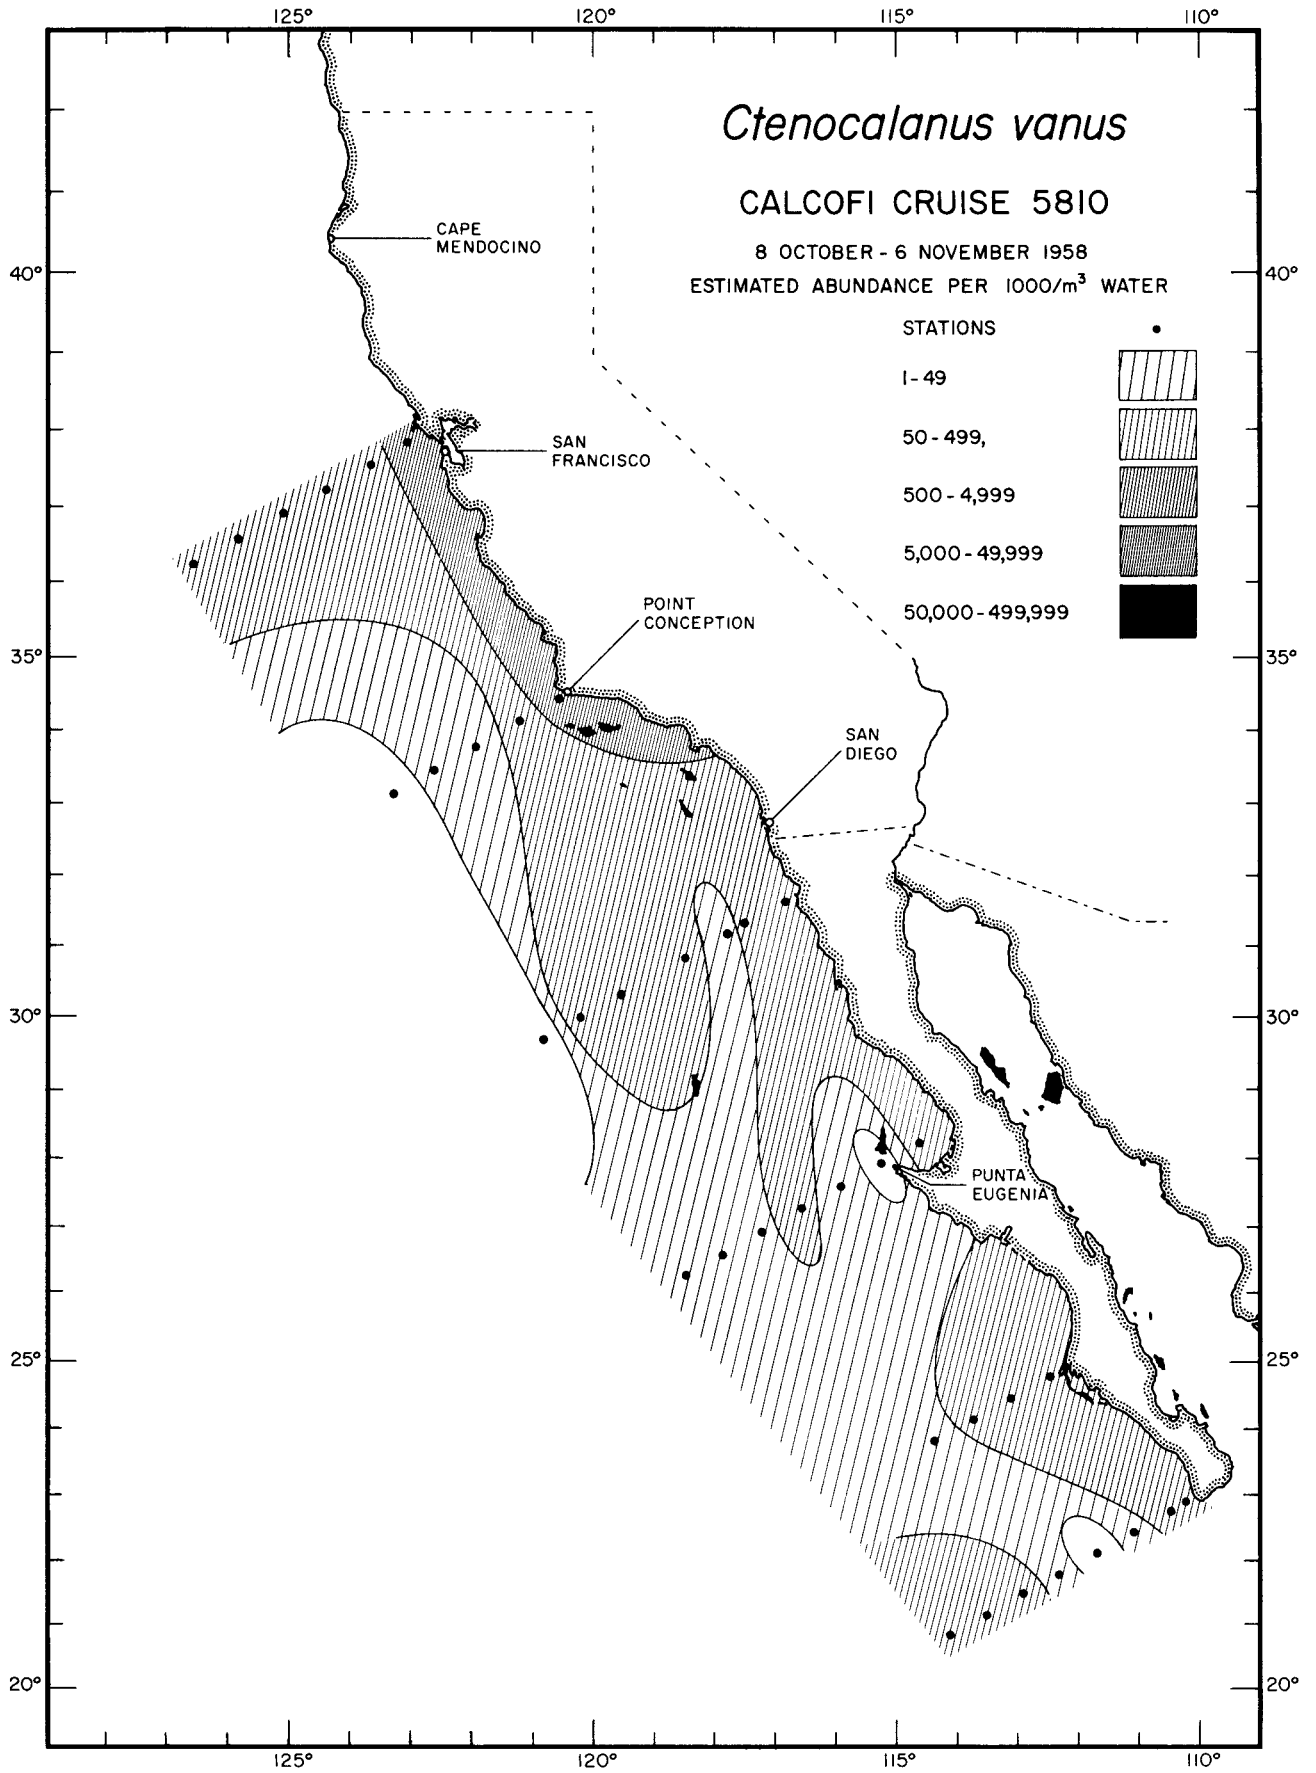 125° 120° 115° 110°
Ctenocalanus vanus
CALCOFI CRUISE 5810
8 OCTOBER - 6 NOVEMBER 1958
ESTIMATED ABUNDANCE PER 1000/m³ WATER
STATIONS
1-49
50-499,
500-4,999
5,000-49,999
50,000-499,999
CAPE
MENDOCINO
40° 40°
SAN
FRANCISCO
POINT
CONCEPTION
35° 35°
SAN
DIEGO
30° 30°
PUNTA
EUGENIA
25° 25°
20° 20°
125° 120° 115° 110°